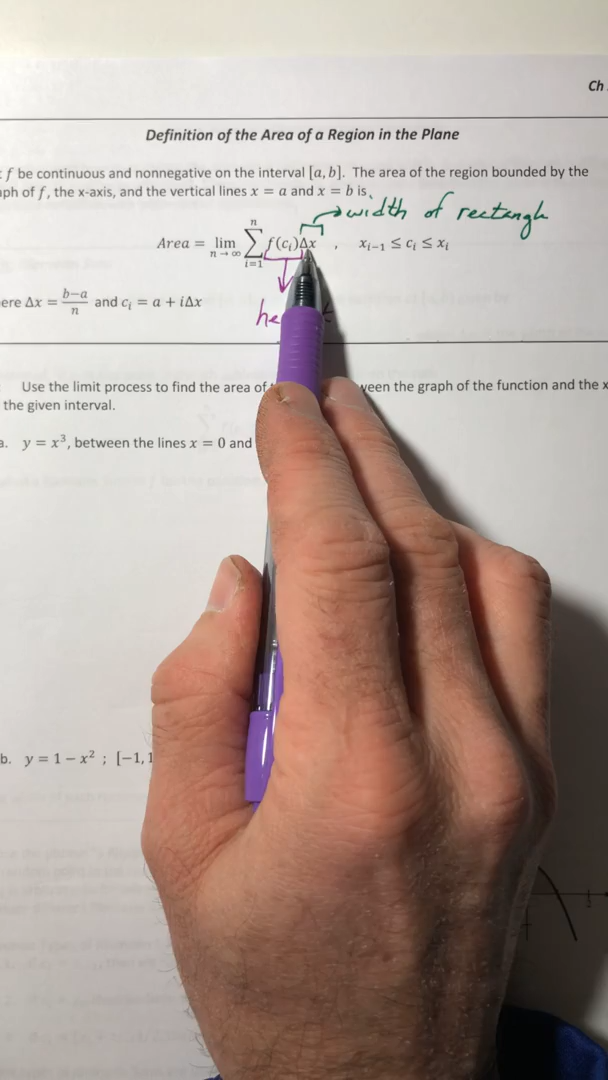 Ch
Definition of the Area of a Region in the Plane
f be continuous and nonnegative on the interval [a, b]. The area of the region bounded by the
ph of f, the x-axis, and the vertical lines x = a and x = b is
width of rectangle
Area = lim n→∞ n ∑ i=1 f(cᵢ)Δx , xᵢ₋₁ ≤ cᵢ ≤ xᵢ
ere Δx = b−a/n and cᵢ = a + iΔx
he
Use the limit process to find the area of ween the graph of the function and the x
the given interval.
a. y = x³, between the lines x = 0 and
b. y = 1 − x² ; [−1, 1